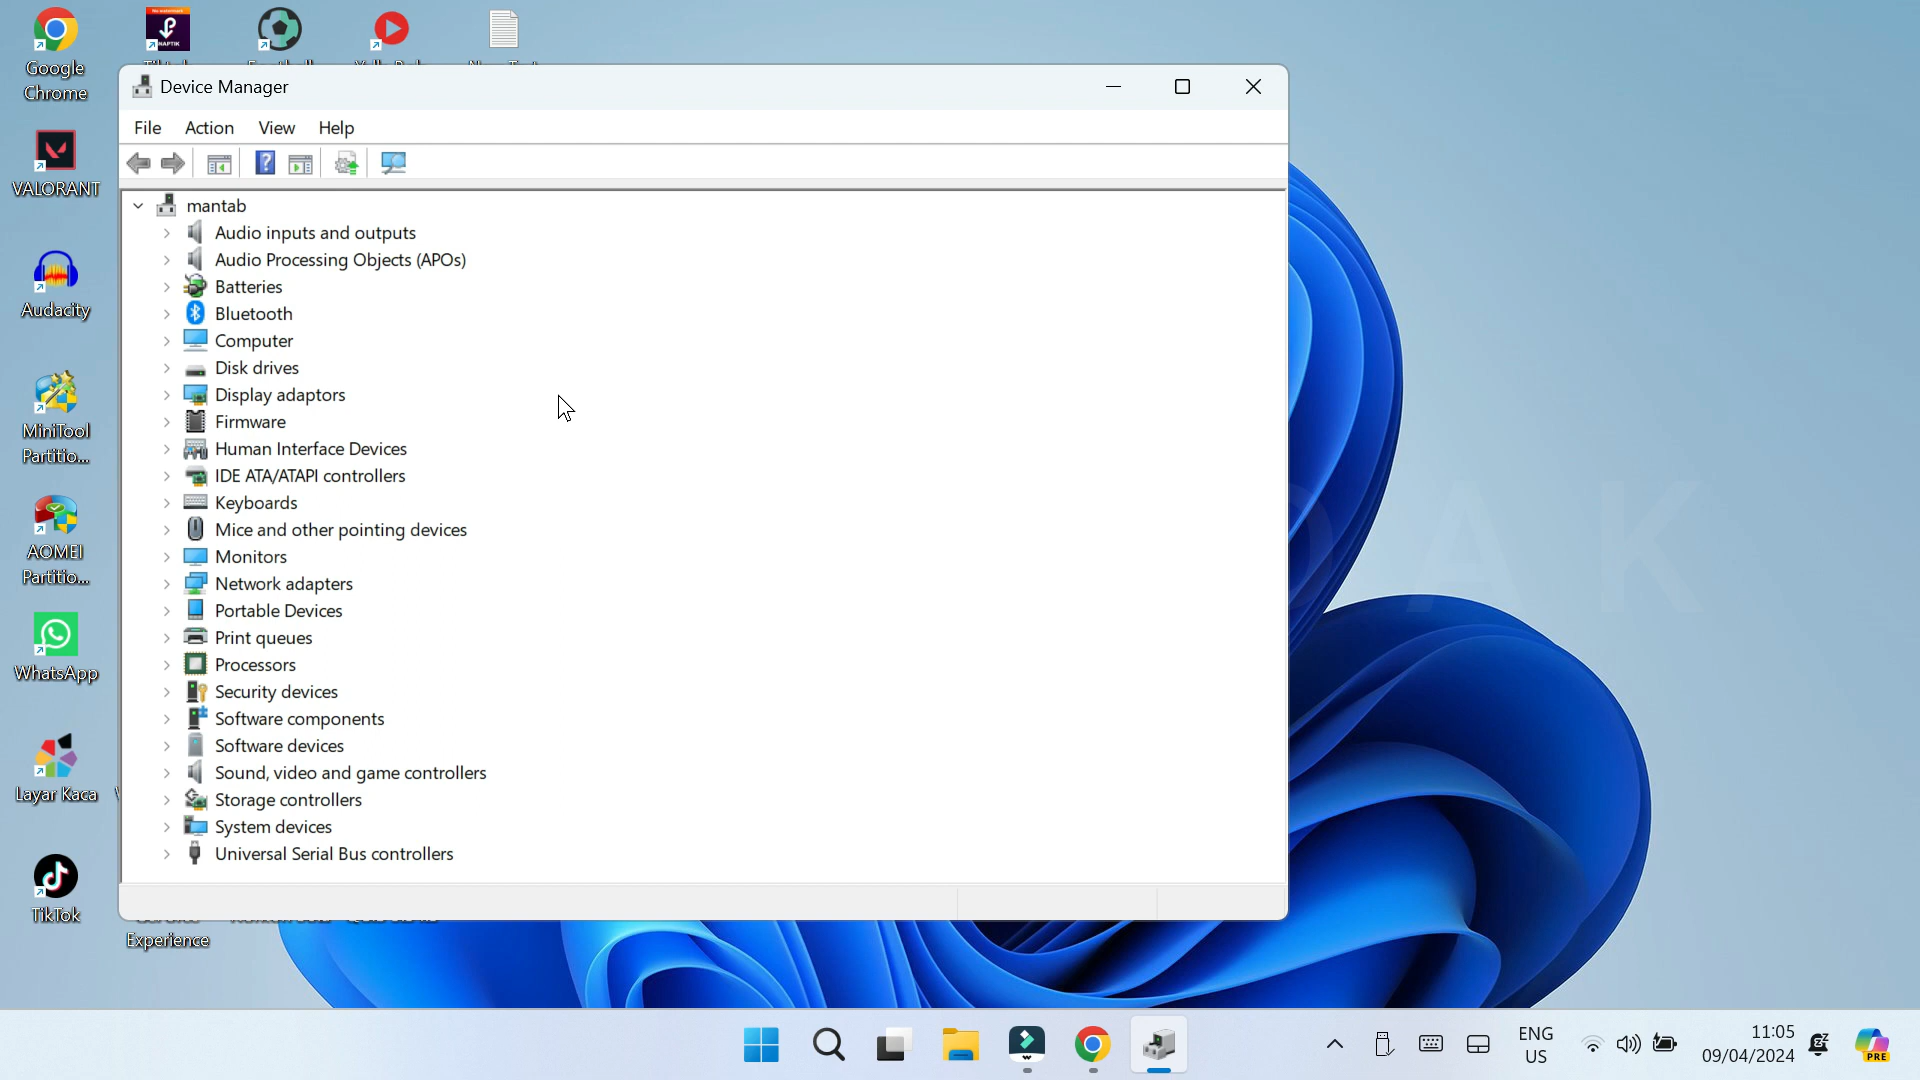 Google
Chrome
VALORANT
Audacity
MiniTool
Partitio...
AOMEI
Partitio...
WhatsApp
Layar Kaca
TikTok
Experience
Device Manager
File Action View Help
mantab
Audio inputs and outputs
Audio Processing Objects (APOs)
Batteries
Bluetooth
Computer
Disk drives
Display adaptors
Firmware
Human Interface Devices
IDE ATA/ATAPI controllers
Keyboards
Mice and other pointing devices
Monitors
Network adapters
Portable Devices
Print queues
Processors
Security devices
Software components
Software devices
Sound, video and game controllers
Storage controllers
System devices
Universal Serial Bus controllers
ENG
US
11:05
09/04/2024
PRE